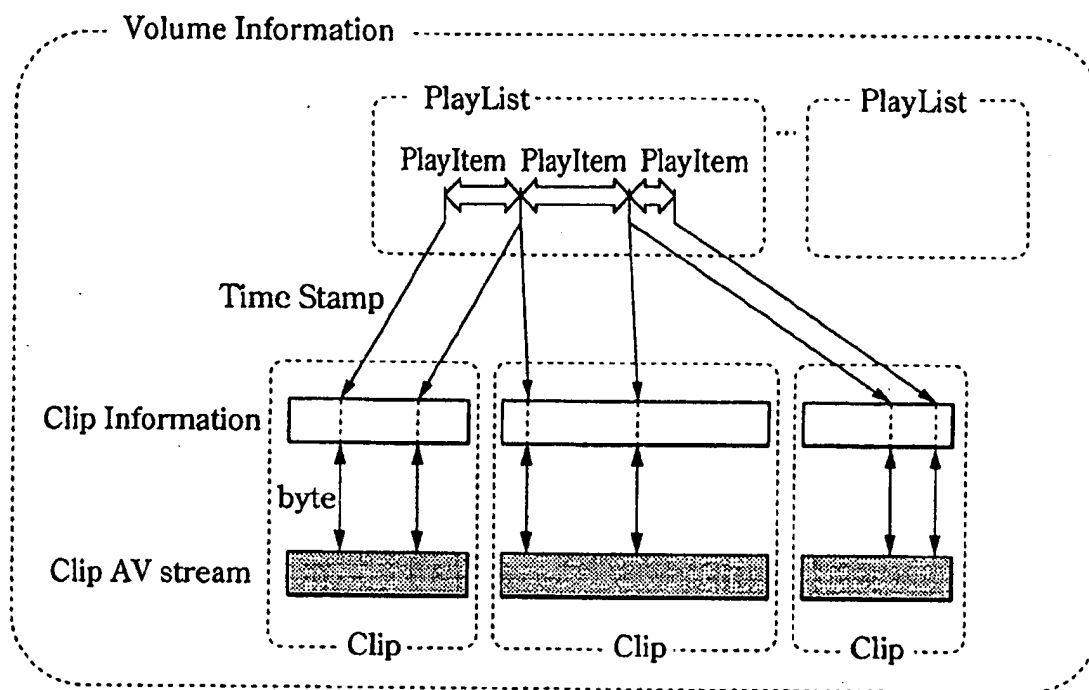 Volume Information
PlayList
PlayList
...
PlayItem PlayItem PlayItem
Time Stamp
Clip Information
byte
Clip AV stream
Clip
Clip
Clip